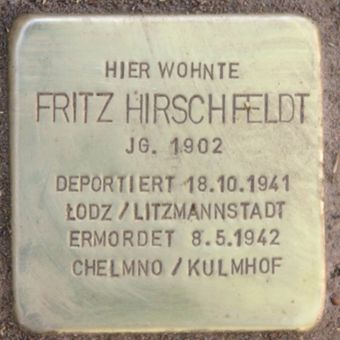 HIER WOHNTE
FRITZ HIRSCHFELDT
JG. 1902
DEPORTIERT 18.10.1941
ŁODZ / LITZMANNSTADT
ERMORDET 8.5.1942
CHELMNO / KULMHOF